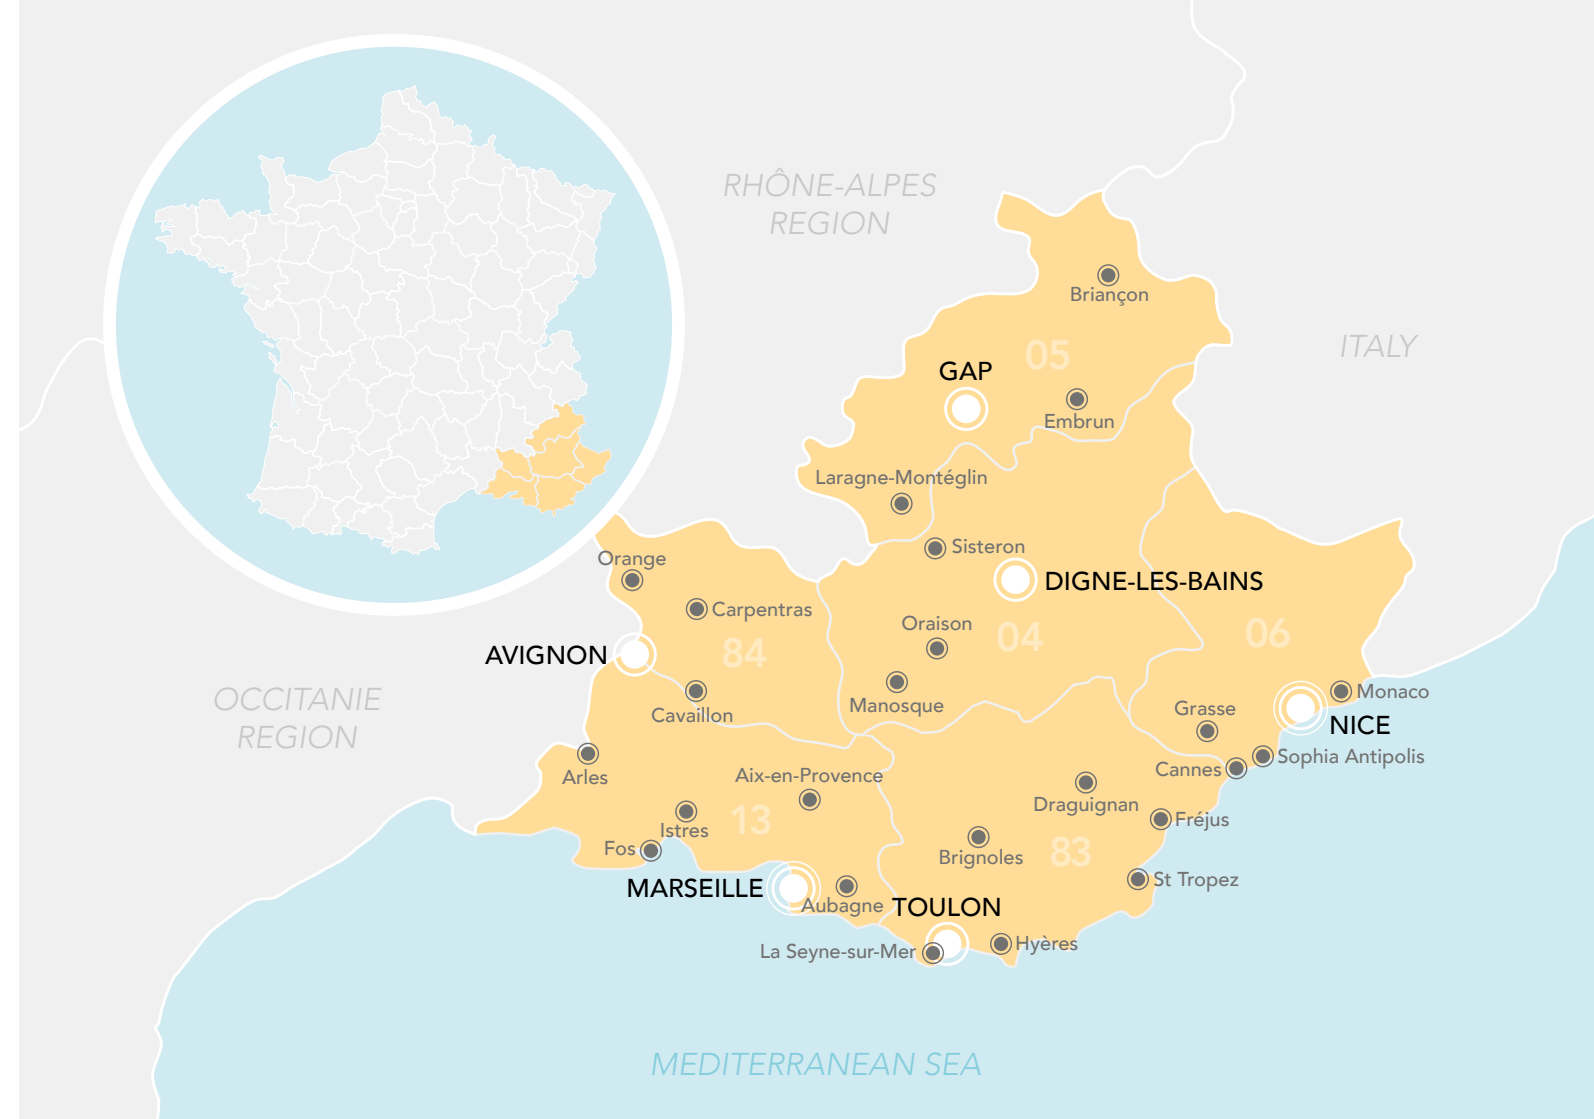 RHÔNE-ALPES
REGION
Briançon
ITALY
05
GAP
Embrun
Laragne-Montéglin
Sisteron
Orange
DIGNE-LES-BAINS
Carpentras
Oraison
04
06
84
AVIGNON
OCCITANIE
REGION
Monaco
Manosque
Cavaillon
Grasse
NICE
Sophia Antipolis
Cannes
Arles
Aix-en-Provence
Draguignan
Fréjus
13
Istres
Fos
Brignoles
83
St Tropez
MARSEILLE
Aubagne
TOULON
Hyères
La Seyne-sur-Mer
MEDITERRANEAN SEA